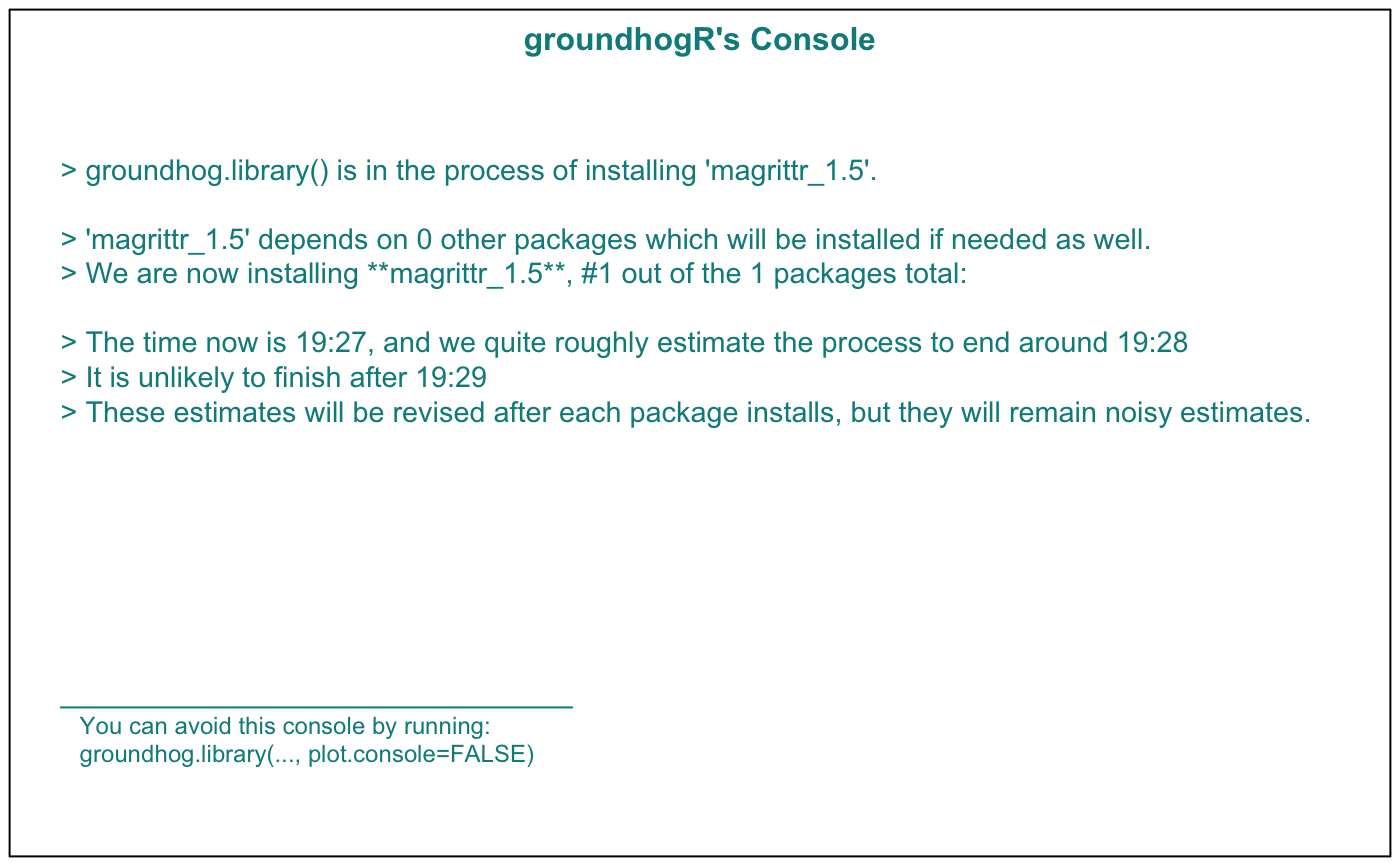 groundhogR's Console
> groundhog.library() is in the process of installing 'magrittr_1.5'.
> 'magrittr_1.5' depends on 0 other packages which will be installed if needed as well.
> We are now installing **magrittr_1.5**, #1 out of the 1 packages total:
> The time now is 19:27, and we quite roughly estimate the process to end around 19:28
> It is unlikely to finish after 19:29
> These estimates will be revised after each package installs, but they will remain noisy estimates.
You can avoid this console by running:
groundhog.library(..., plot.console=FALSE)